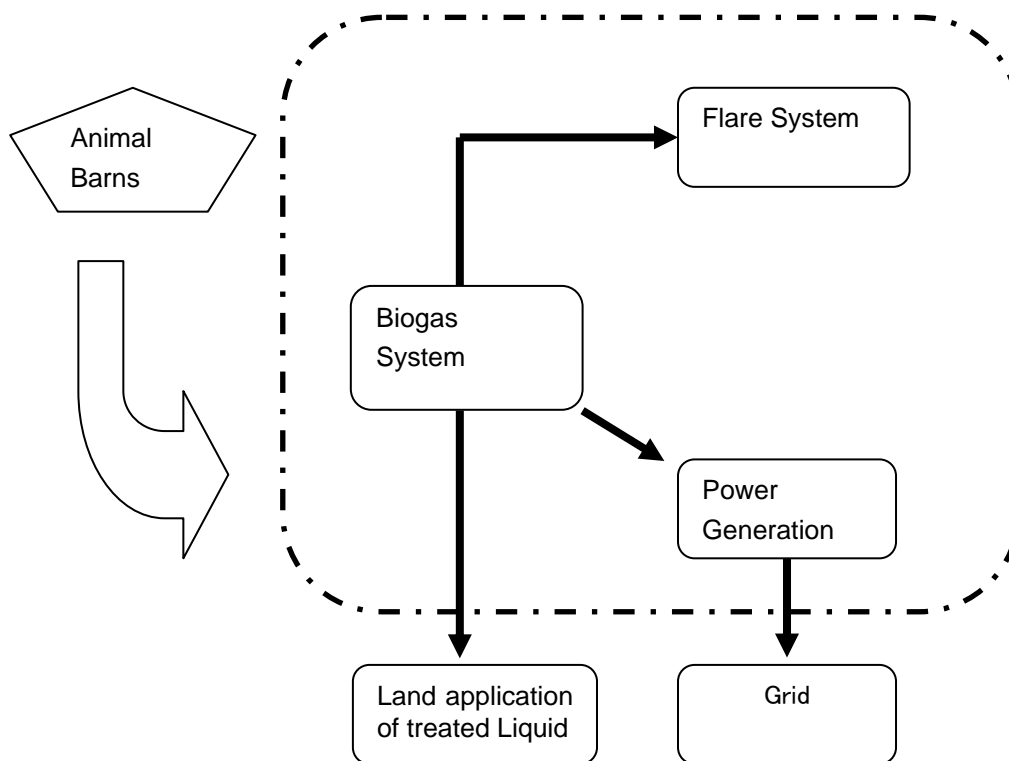 Flare System
Animal
Barns
Biogas
System
Power
Generation
Land application
of treated Liquid
Grid